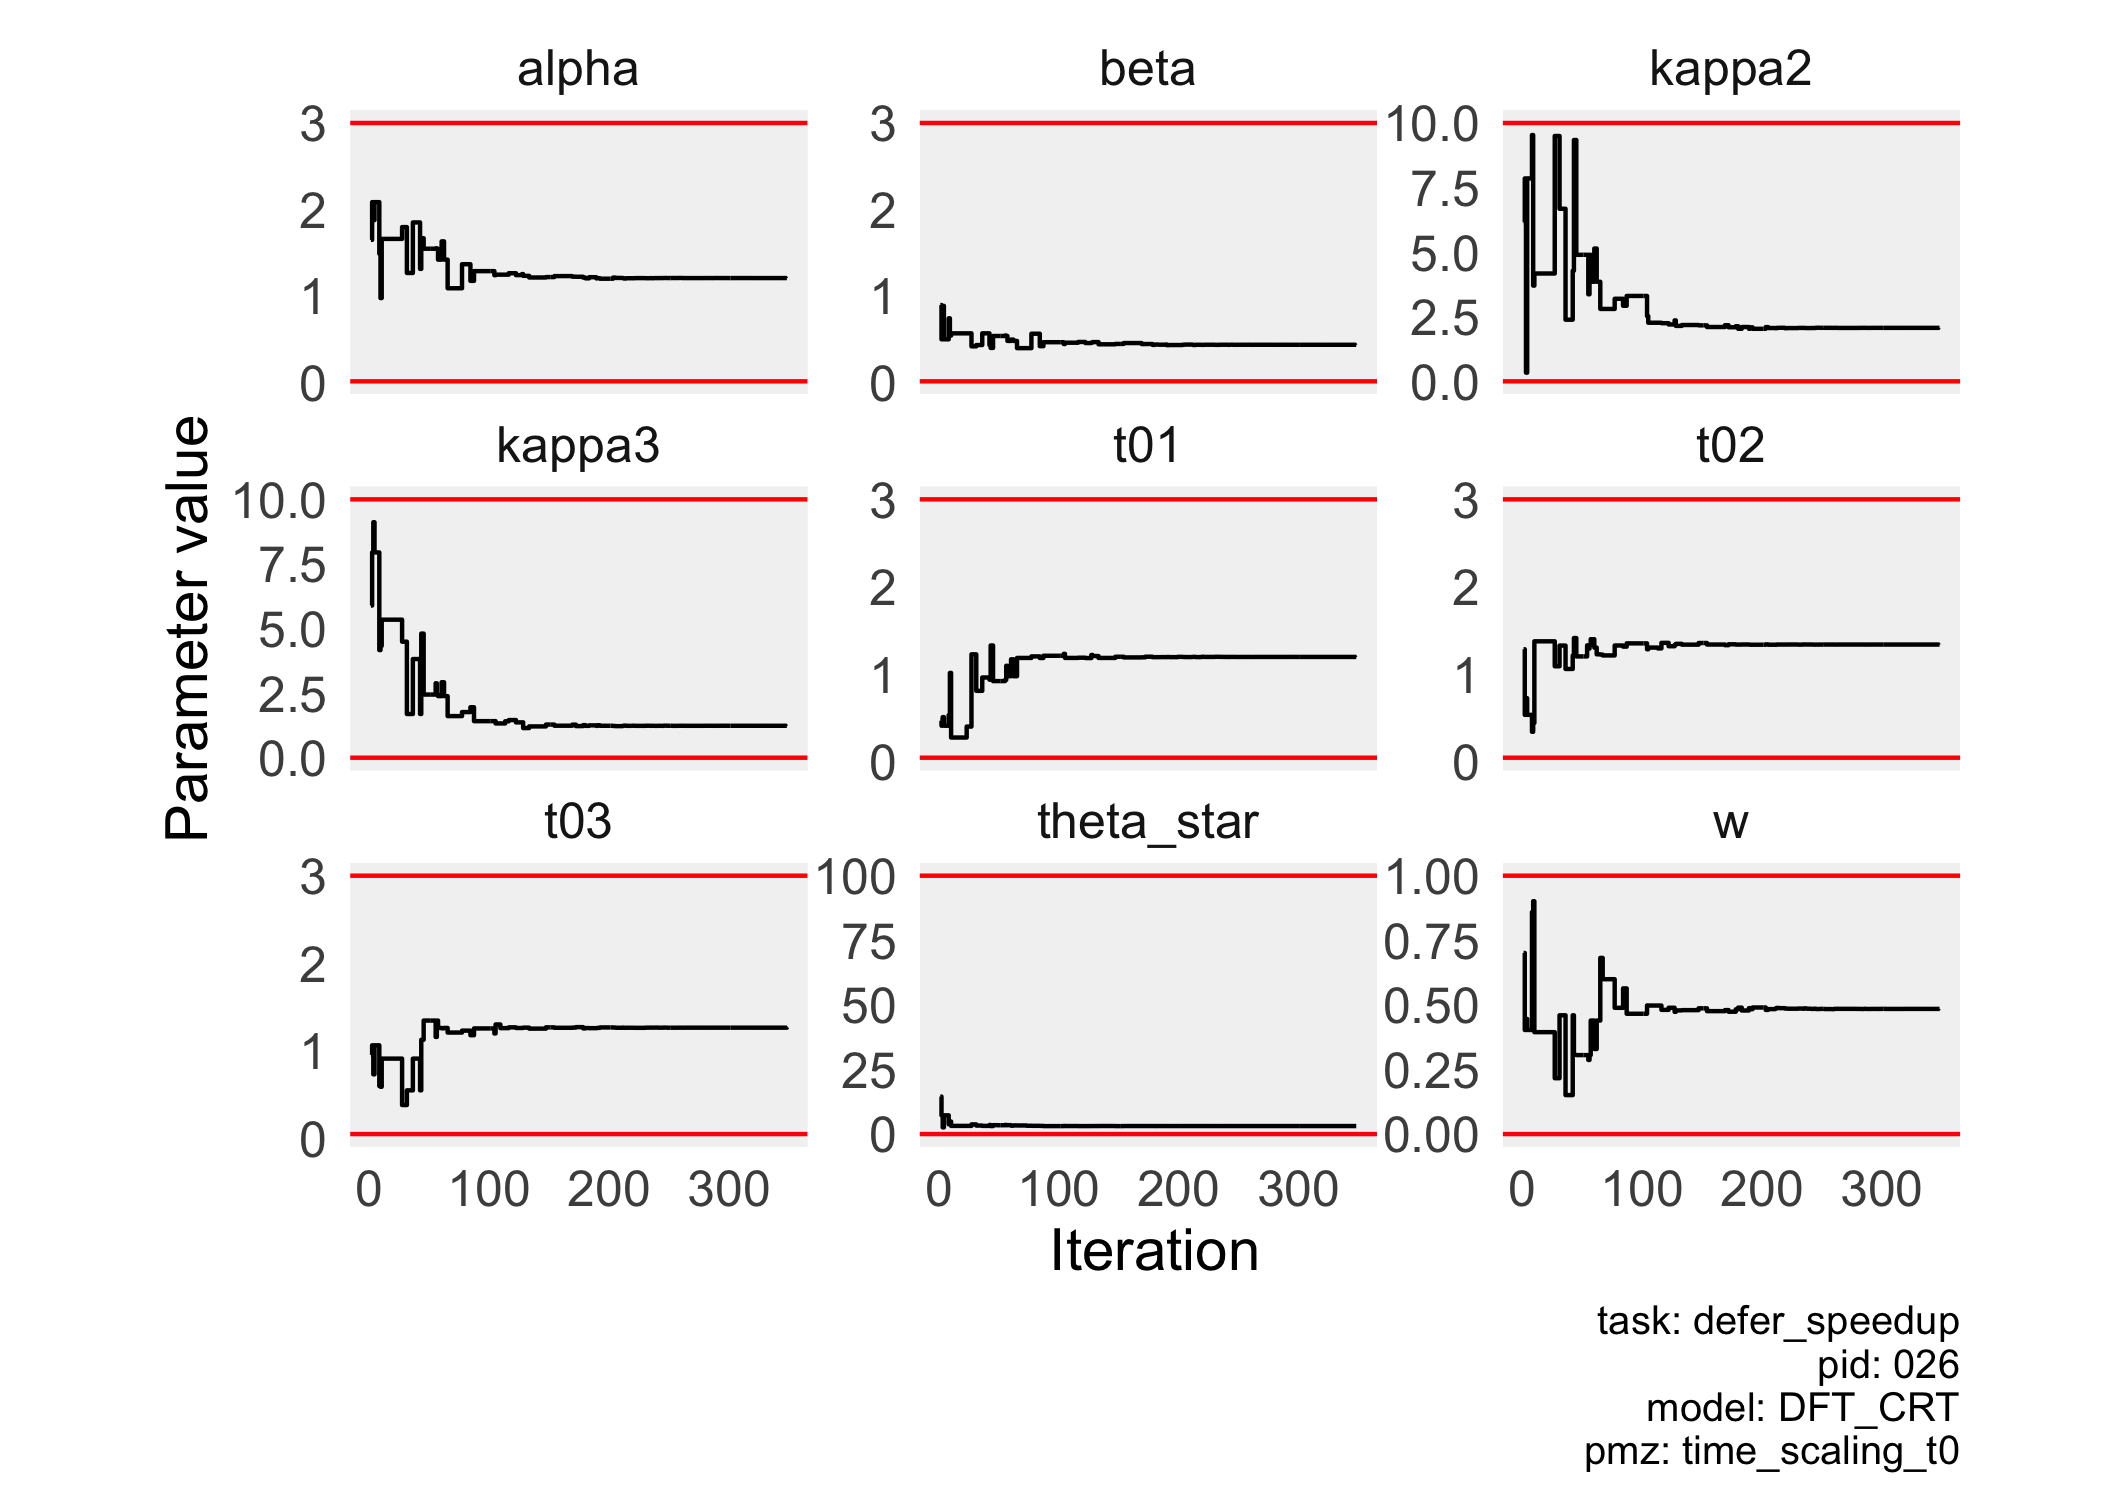 alpha beta kappa2
3 3 10.0
2 2 7.5
5.0
1 1 2.5
0 0 0.0
kappa3 t01 t02
10.0 3 3
7.5 2 2
5.0
2.5 1 1
0.0 0 0
t03 theta_star w
3 100 1.00
2 75 0.75
50 0.50
1 25 0.25
0 0 0.00
0 100 200 300 0 100 200 300 0 100 200 300
Parameter value
Iteration
task: defer_speedup
pid: 026
model: DFT_CRT
pmz: time_scaling_t0